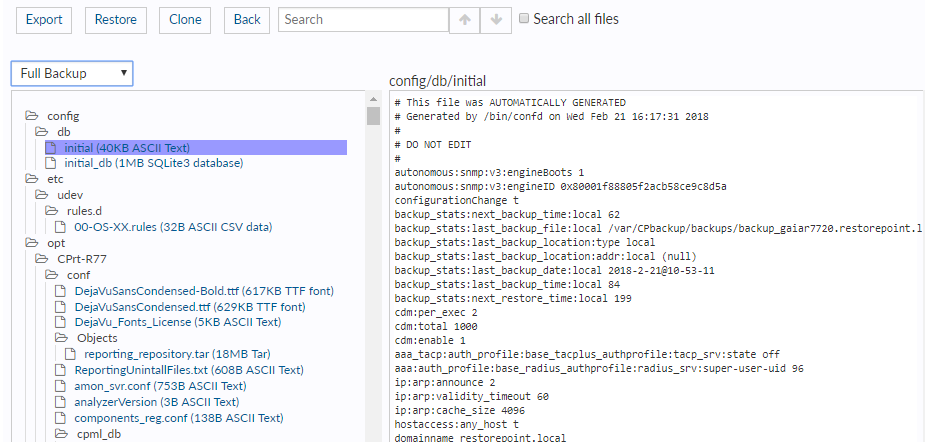 Export Restore Clone Back Search Search all files
Full Backup
config
db
initial (40KB ASCII Text)
initial_db (1MB SQLite3 database)
etc
udev
rules.d
00-OS-XX.rules (32B ASCII CSV data)
opt
CPrt-R77
conf
DejaVuSansCondensed-Bold.ttf (617KB TTF font)
DejaVuSansCondensed.ttf (629KB TTF font)
DejaVu_Fonts_License (5KB ASCII Text)
Objects
reporting_repository.tar (18MB Tar)
ReportingUnintallFiles.txt (608B ASCII Text)
amon_svr.conf (753B ASCII Text)
analyzerVersion (3B ASCII Text)
components_reg.conf (138B ASCII Text)
cpml_db
config/db/initial
# This file was AUTOMATICALLY GENERATED
# Generated by /bin/confd on Wed Feb 21 16:17:31 2018
#
# DO NOT EDIT
#
autonomous:snmp:v3:engineBoots 1
autonomous:snmp:v3:engineID 0x80001f88805f2acb58ce9c8d5a
configurationChange t
backup_stats:next_backup_time:local 62
backup_stats:last_backup_file:local /var/CPbackup/backups/backup_gaiar7720.restorepoint.l
backup_stats:last_backup_location:type local
backup_stats:last_backup_location:addr:local (null)
backup_stats:last_backup_date:local 2018-2-21@10-53-11
backup_stats:last_backup_time:local 84
backup_stats:next_restore_time:local 199
cdm:per_exec 2
cdm:total 1000
cdm:enable 1
aaa_tacp:auth_profile:base_tacplus_authprofile:tacp_srv:state off
aaa:auth_profile:base_radius_authprofile:radius_srv:super-user-uid 96
ip:arp:announce 2
ip:arp:validity_timeout 60
ip:arp:cache_size 4096
hostaccess:any_host t
domainname restorepoint.local